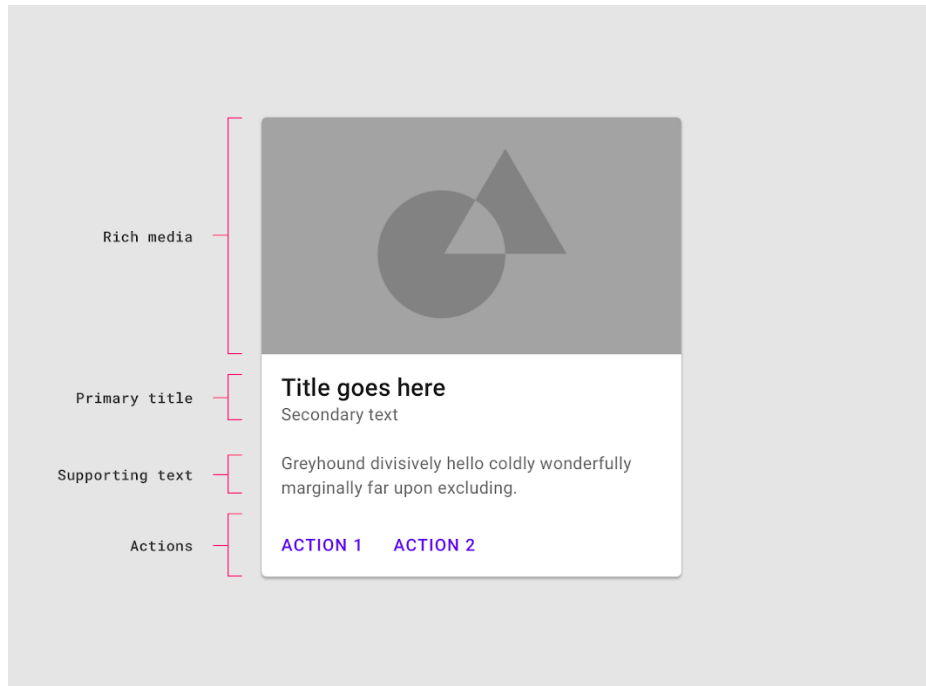 Rich media
Primary title
Title goes here
Secondary text
Supporting text
Greyhound divisively hello coldly wonderfully
marginally far upon excluding.
Actions
ACTION 1 ACTION 2